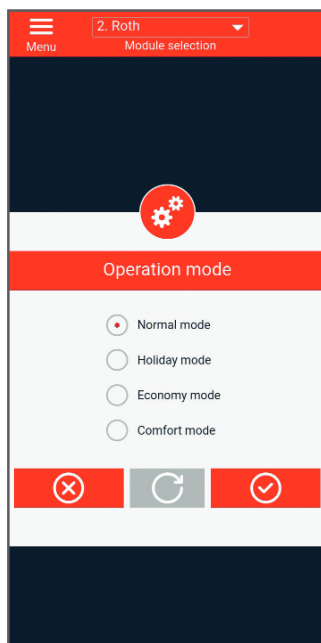 2. Roth
Menu
Module selection
Operation mode
Normal mode
Holiday mode
Economy mode
Comfort mode